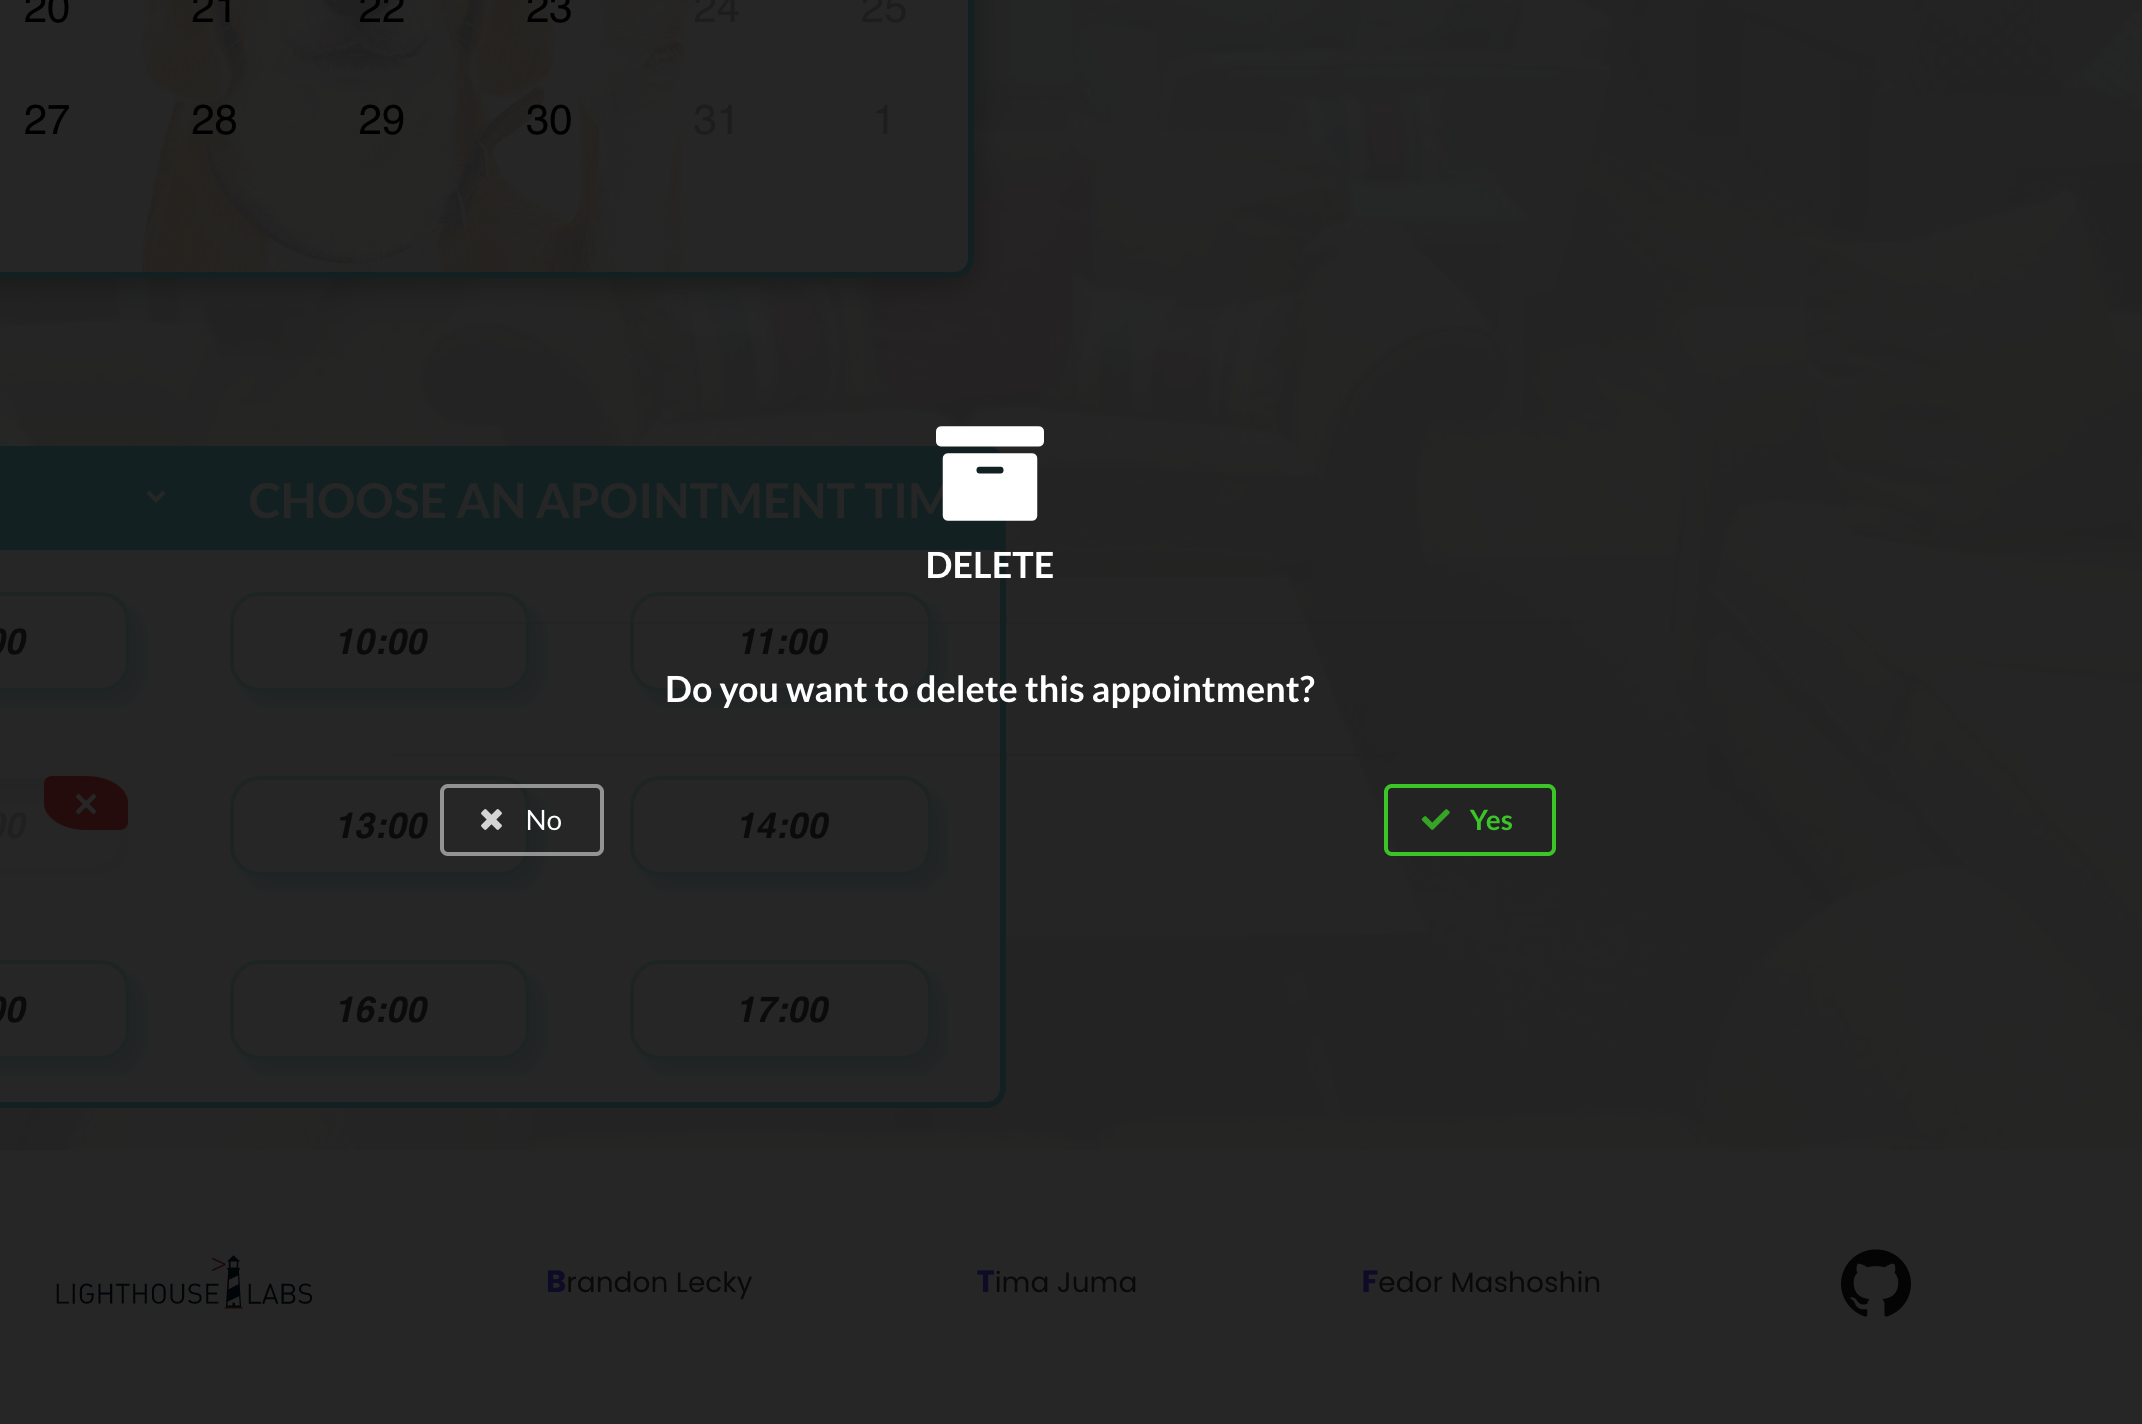 20 21 22 23 24 25
27 28 29 30 31 1
CHOOSE AN APOINTMENT TIM
DELETE
00 10:00 11:00
Do you want to delete this appointment?
00 13:00 14:00
No Yes
00 16:00 17:00
LIGHTHOUSE LABS Brandon Lecky Tima Juma Fedor Mashoshin